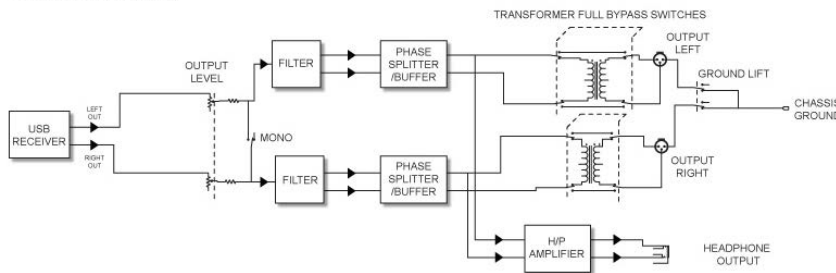 TRANSFORMER FULL BYPASS SWITCHES
OUTPUT
LEFT
OUTPUT
LEVEL
FILTER
PHASE
SPLITTER
/BUFFER
GROUND LIFT
CHASSIS
GROUND
USB
RECEIVER
LEFT
OUT
RIGHT
OUT
MONO
FILTER
PHASE
SPLITTER
/BUFFER
OUTPUT
RIGHT
H/P
AMPLIFIER
HEADPHONE
OUTPUT